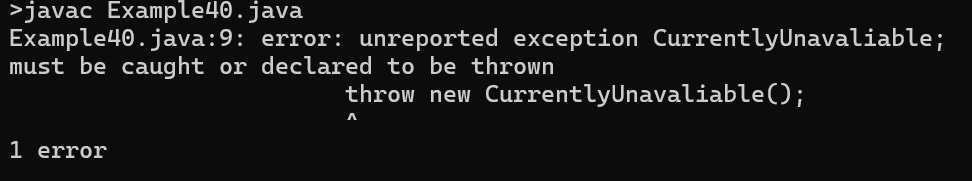 >javac Example40.java
Example40.java:9: error: unreported exception CurrentlyUnavaliable;
must be caught or declared to be thrown
throw new CurrentlyUnavaliable();
^
1 error